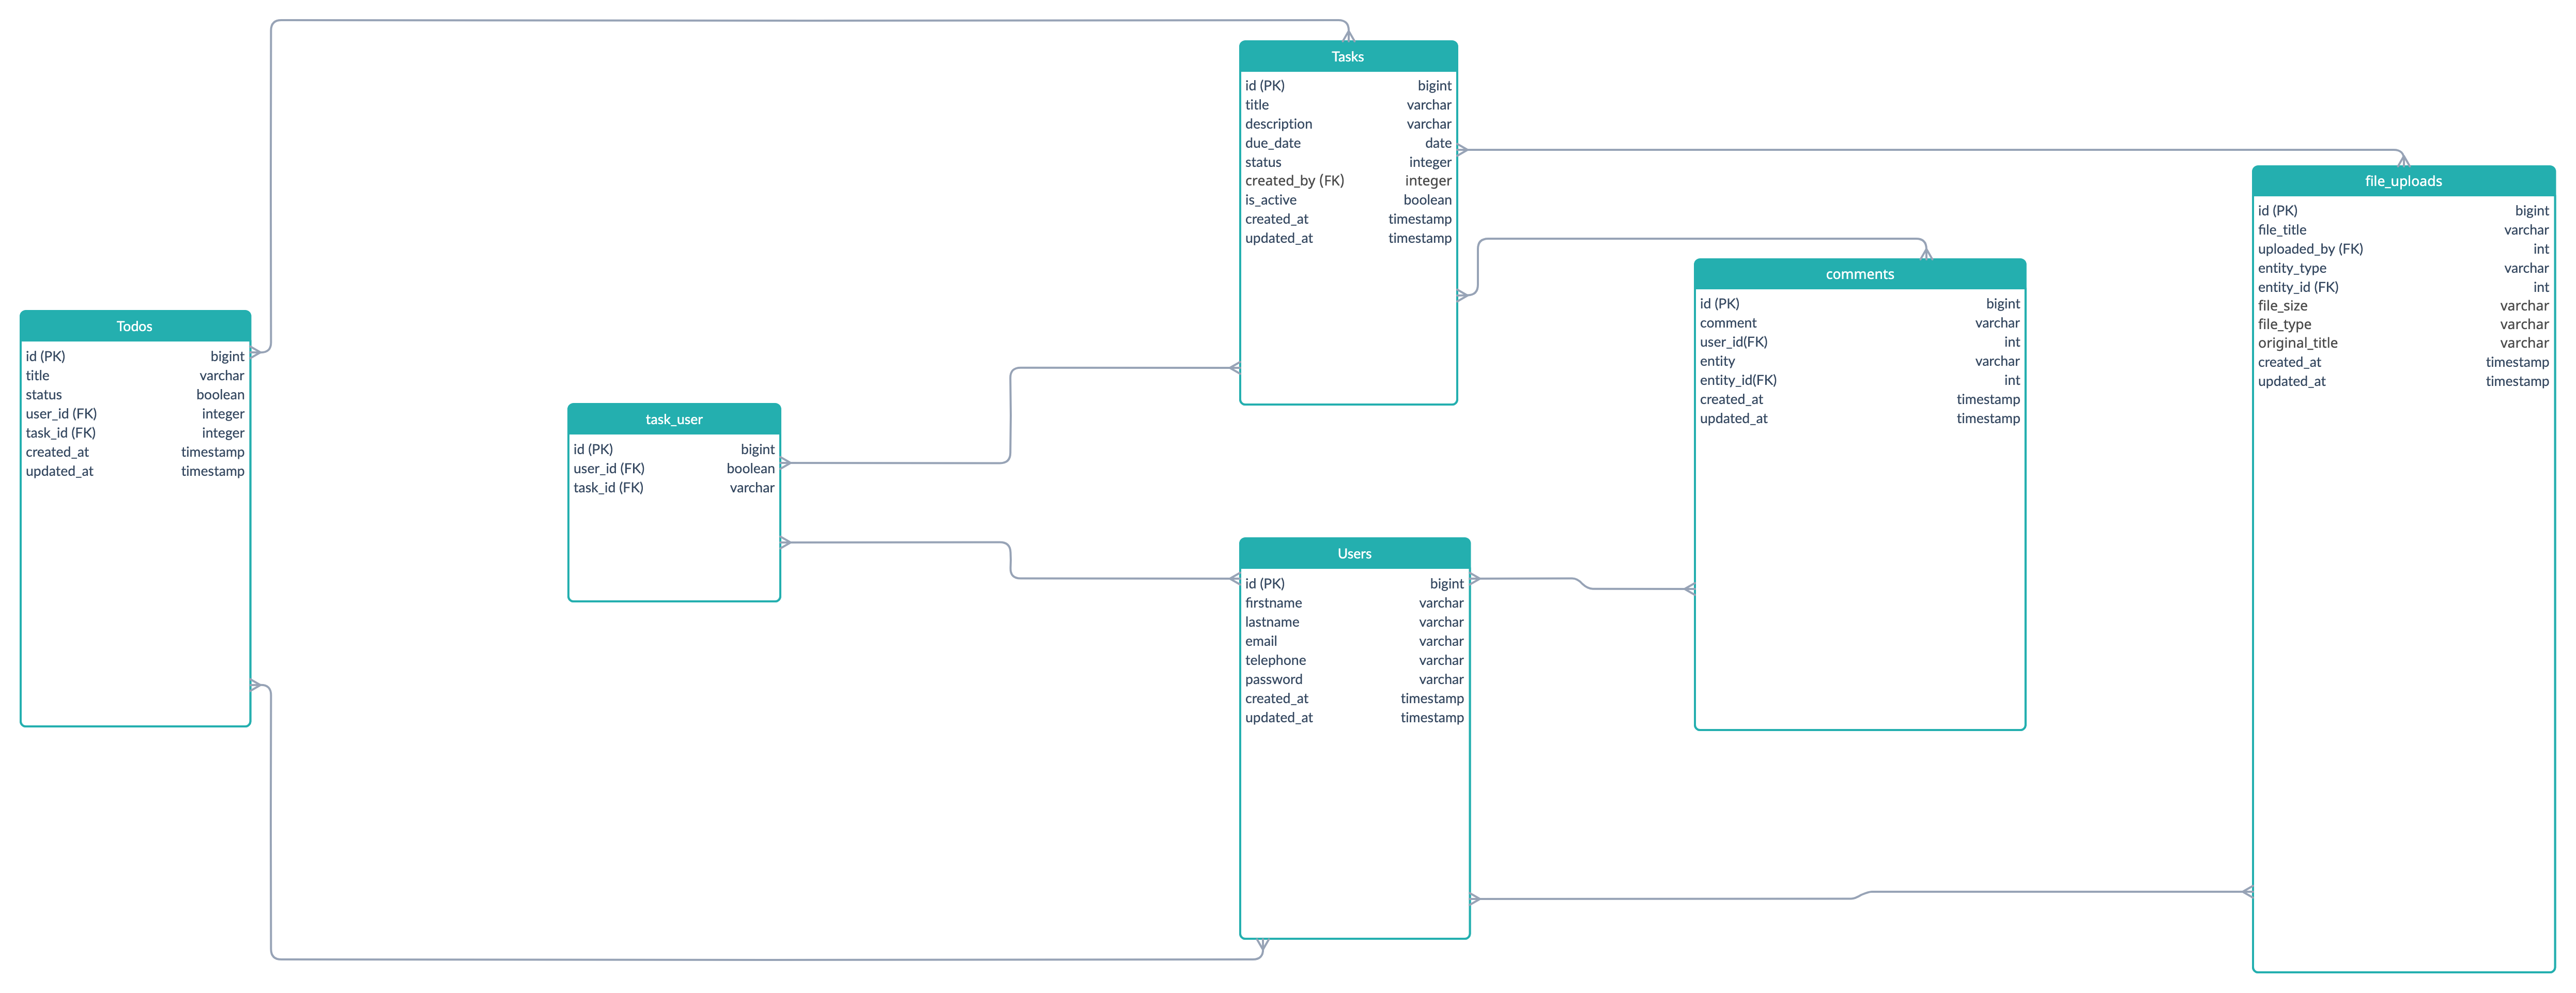 Tasks
id (PK) bigint
title varchar
description varchar
due_date date
status integer
created_by (FK) integer
is_active boolean
created_at timestamp
updated_at timestamp
file_uploads
id (PK) bigint
file_title varchar
uploaded_by (FK) int
entity_type varchar
entity_id (FK) int
file_size varchar
file_type varchar
original_title varchar
created_at timestamp
updated_at timestamp
comments
id (PK) bigint
comment varchar
user_id(FK) int
entity varchar
entity_id(FK) int
created_at timestamp
updated_at timestamp
Todos
id (PK) bigint
title varchar
status boolean
user_id (FK) integer
task_id (FK) integer
created_at timestamp
updated_at timestamp
task_user
id (PK) bigint
user_id (FK) boolean
task_id (FK) varchar
Users
id (PK) bigint
firstname varchar
lastname varchar
email varchar
telephone varchar
password varchar
created_at timestamp
updated_at timestamp